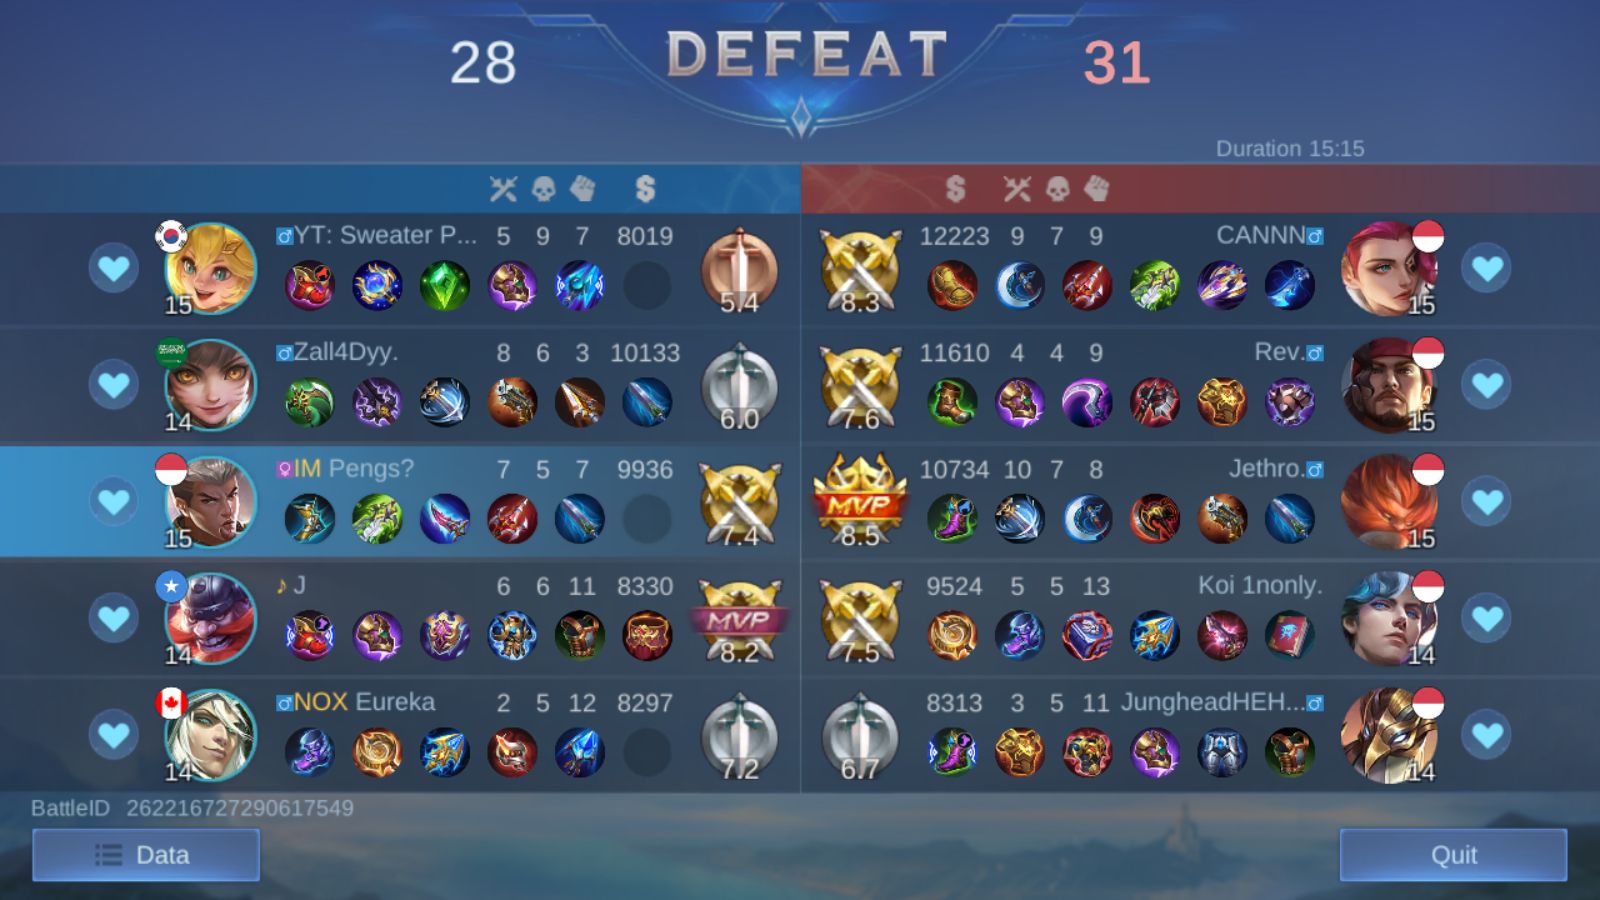 28 DEFEAT 31
Duration 15:15
YT: Sweater P... 5 9 7 8019
15 5.4
12223 9 7 9 CANNN
8.3 15
Zall4Dyy. 8 6 3 10133
14 6.0
11610 4 4 9 Rev.
7.6 15
IM Pengs? 7 5 7 9936
15 7.4
10734 10 7 8 Jethro.
MVP
8.5 15
J 6 6 11 8330
MVP
14 8.2
9524 5 5 13 Koi 1nonly.
7.5 14
NOX Eureka 2 5 12 8297
14 7.2
8313 3 5 11 JungheadHEH...
6.7 14
BattleID 262216727290617549
Data
Quit